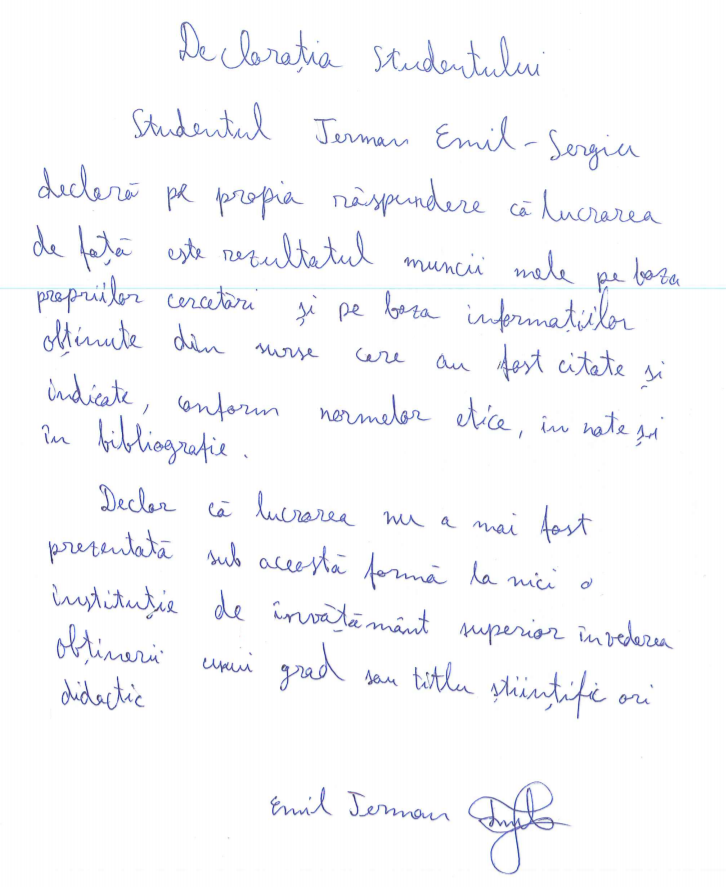 Declarația studentului
Studentul Jerman Emil-Sergiu
declară pe propia răspundere că lucrarea
de față este rezultatul muncii mele pe baza
propriilor cercetări și pe baza informațiilor
obținute din surse care au fost citate și
indicate, conform normelor etice, în note și
în bibliografie.
Declar că lucrarea nu a mai fost
prezentată sub această formă la nici o
instituție de învățământ superior în vederea
obținerii unui grad sau titlu științific ori
didactic
Emil Jerman